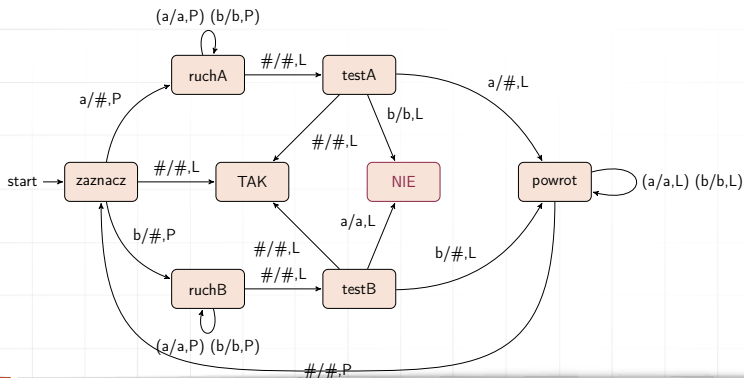 (a/a,P) (b/b,P)
ruchA
#/#,L
testA
a/#,L
a/#,P
b/b,L
#/#,L
start
zaznacz
#/#,L
TAK
NIE
powrot
(a/a,L) (b/b,L)
b/#,P
a/a,L
#/#,L
b/#,L
ruchB
#/#,L
testB
(a/a,P) (b/b,P)
#/#,P